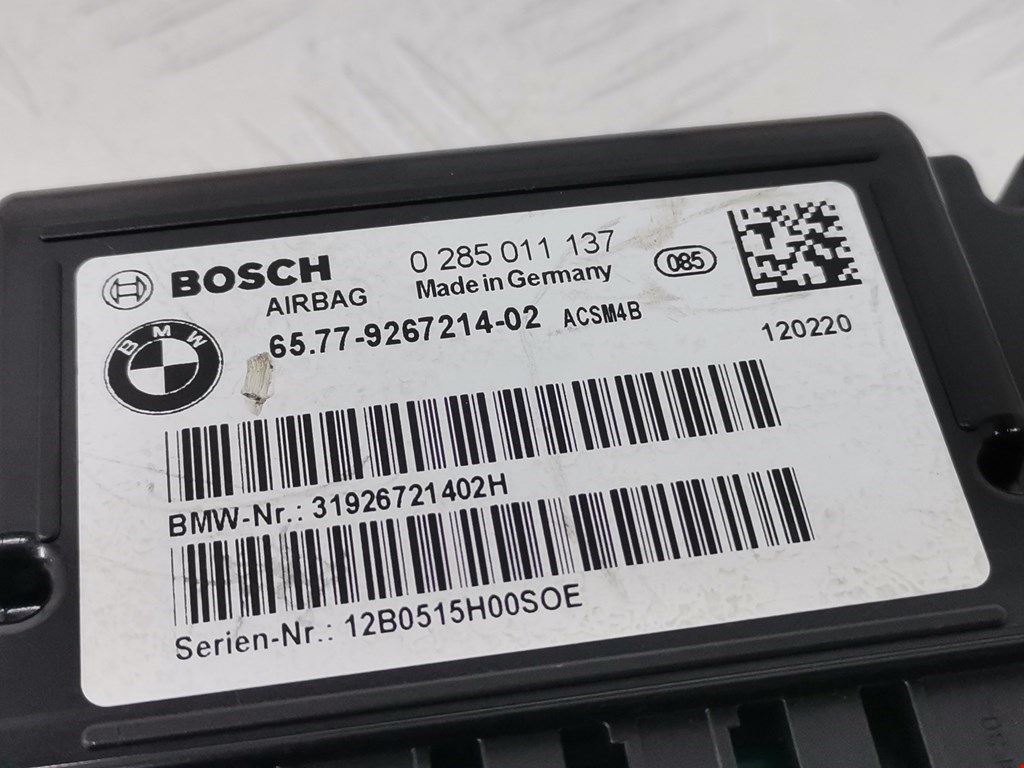 BOSCH
0 285 011 137
085
AIRBAG
Made in Germany
BMW
65.77-9267214-02 ACSM4B
120220
BMW-Nr.: 31926721402H
Serien-Nr.: 12B0515H00SOE